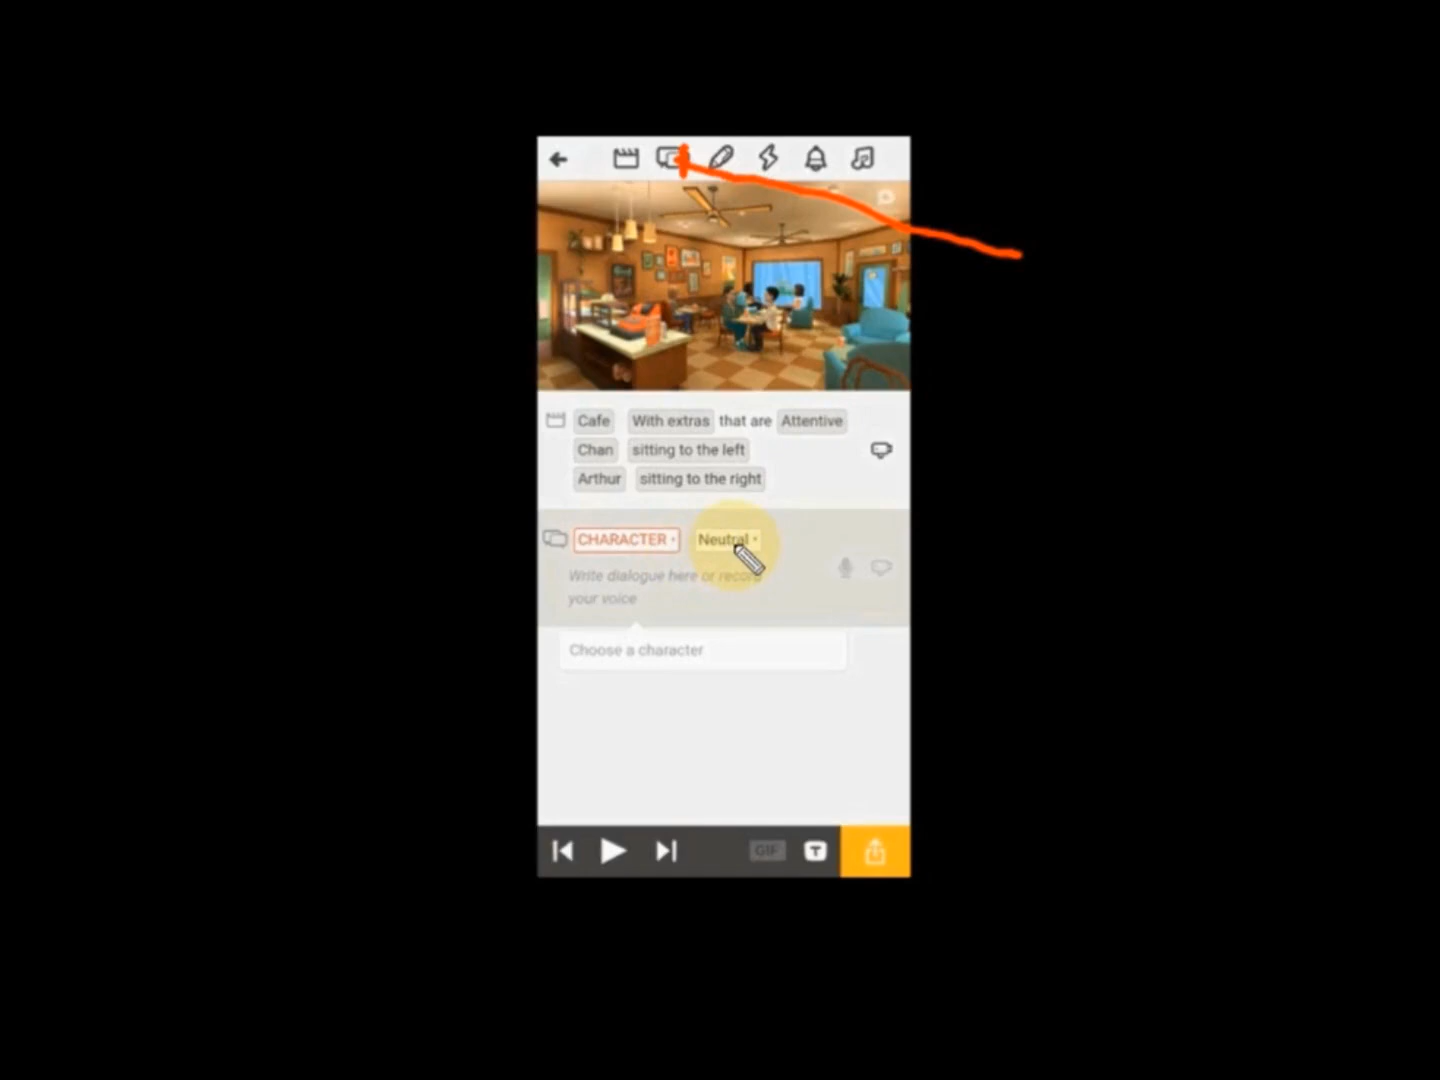 Cafe With extras that are Attentive
Chan sitting to the left
Arthur sitting to the right
CHARACTER Neutral
Write dialogue here or record
your voice
Choose a character
GIF T